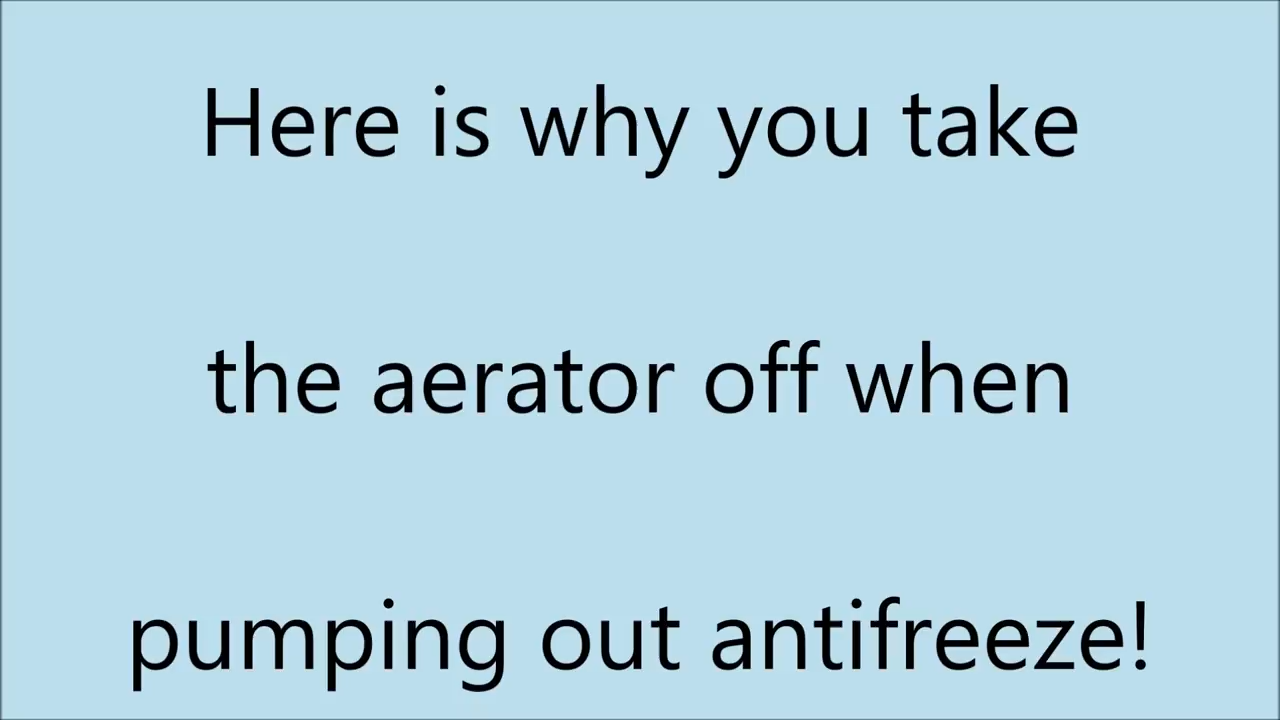 Here is why you take
the aerator off when
pumping out antifreeze!